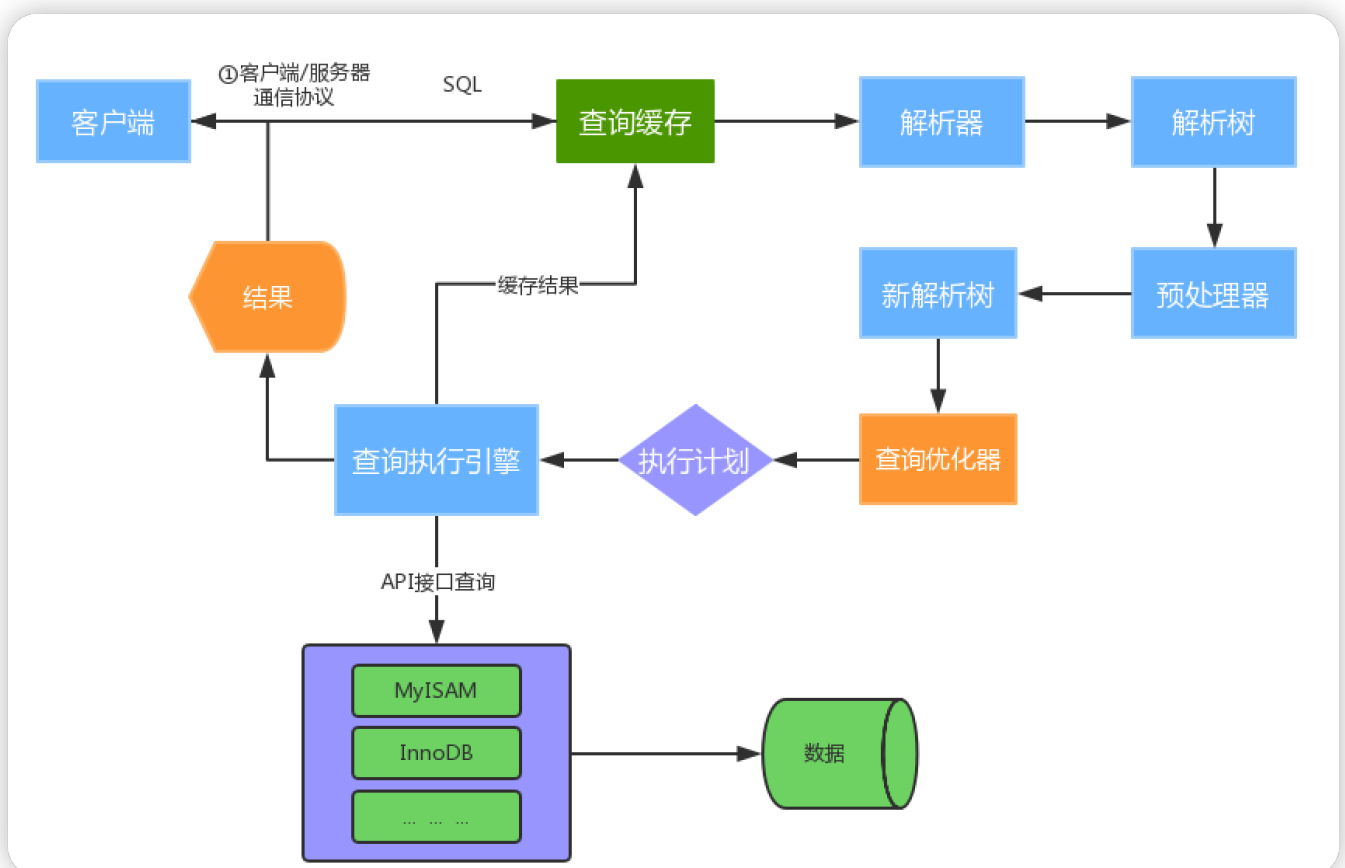 ①客户端/服务器
通信协议
SQL
客户端
查询缓存
解析器
解析树
结果
缓存结果
新解析树
预处理器
查询执行引擎
执行计划
查询优化器
API接口查询
MyISAM
InnoDB
... ... ...
数据